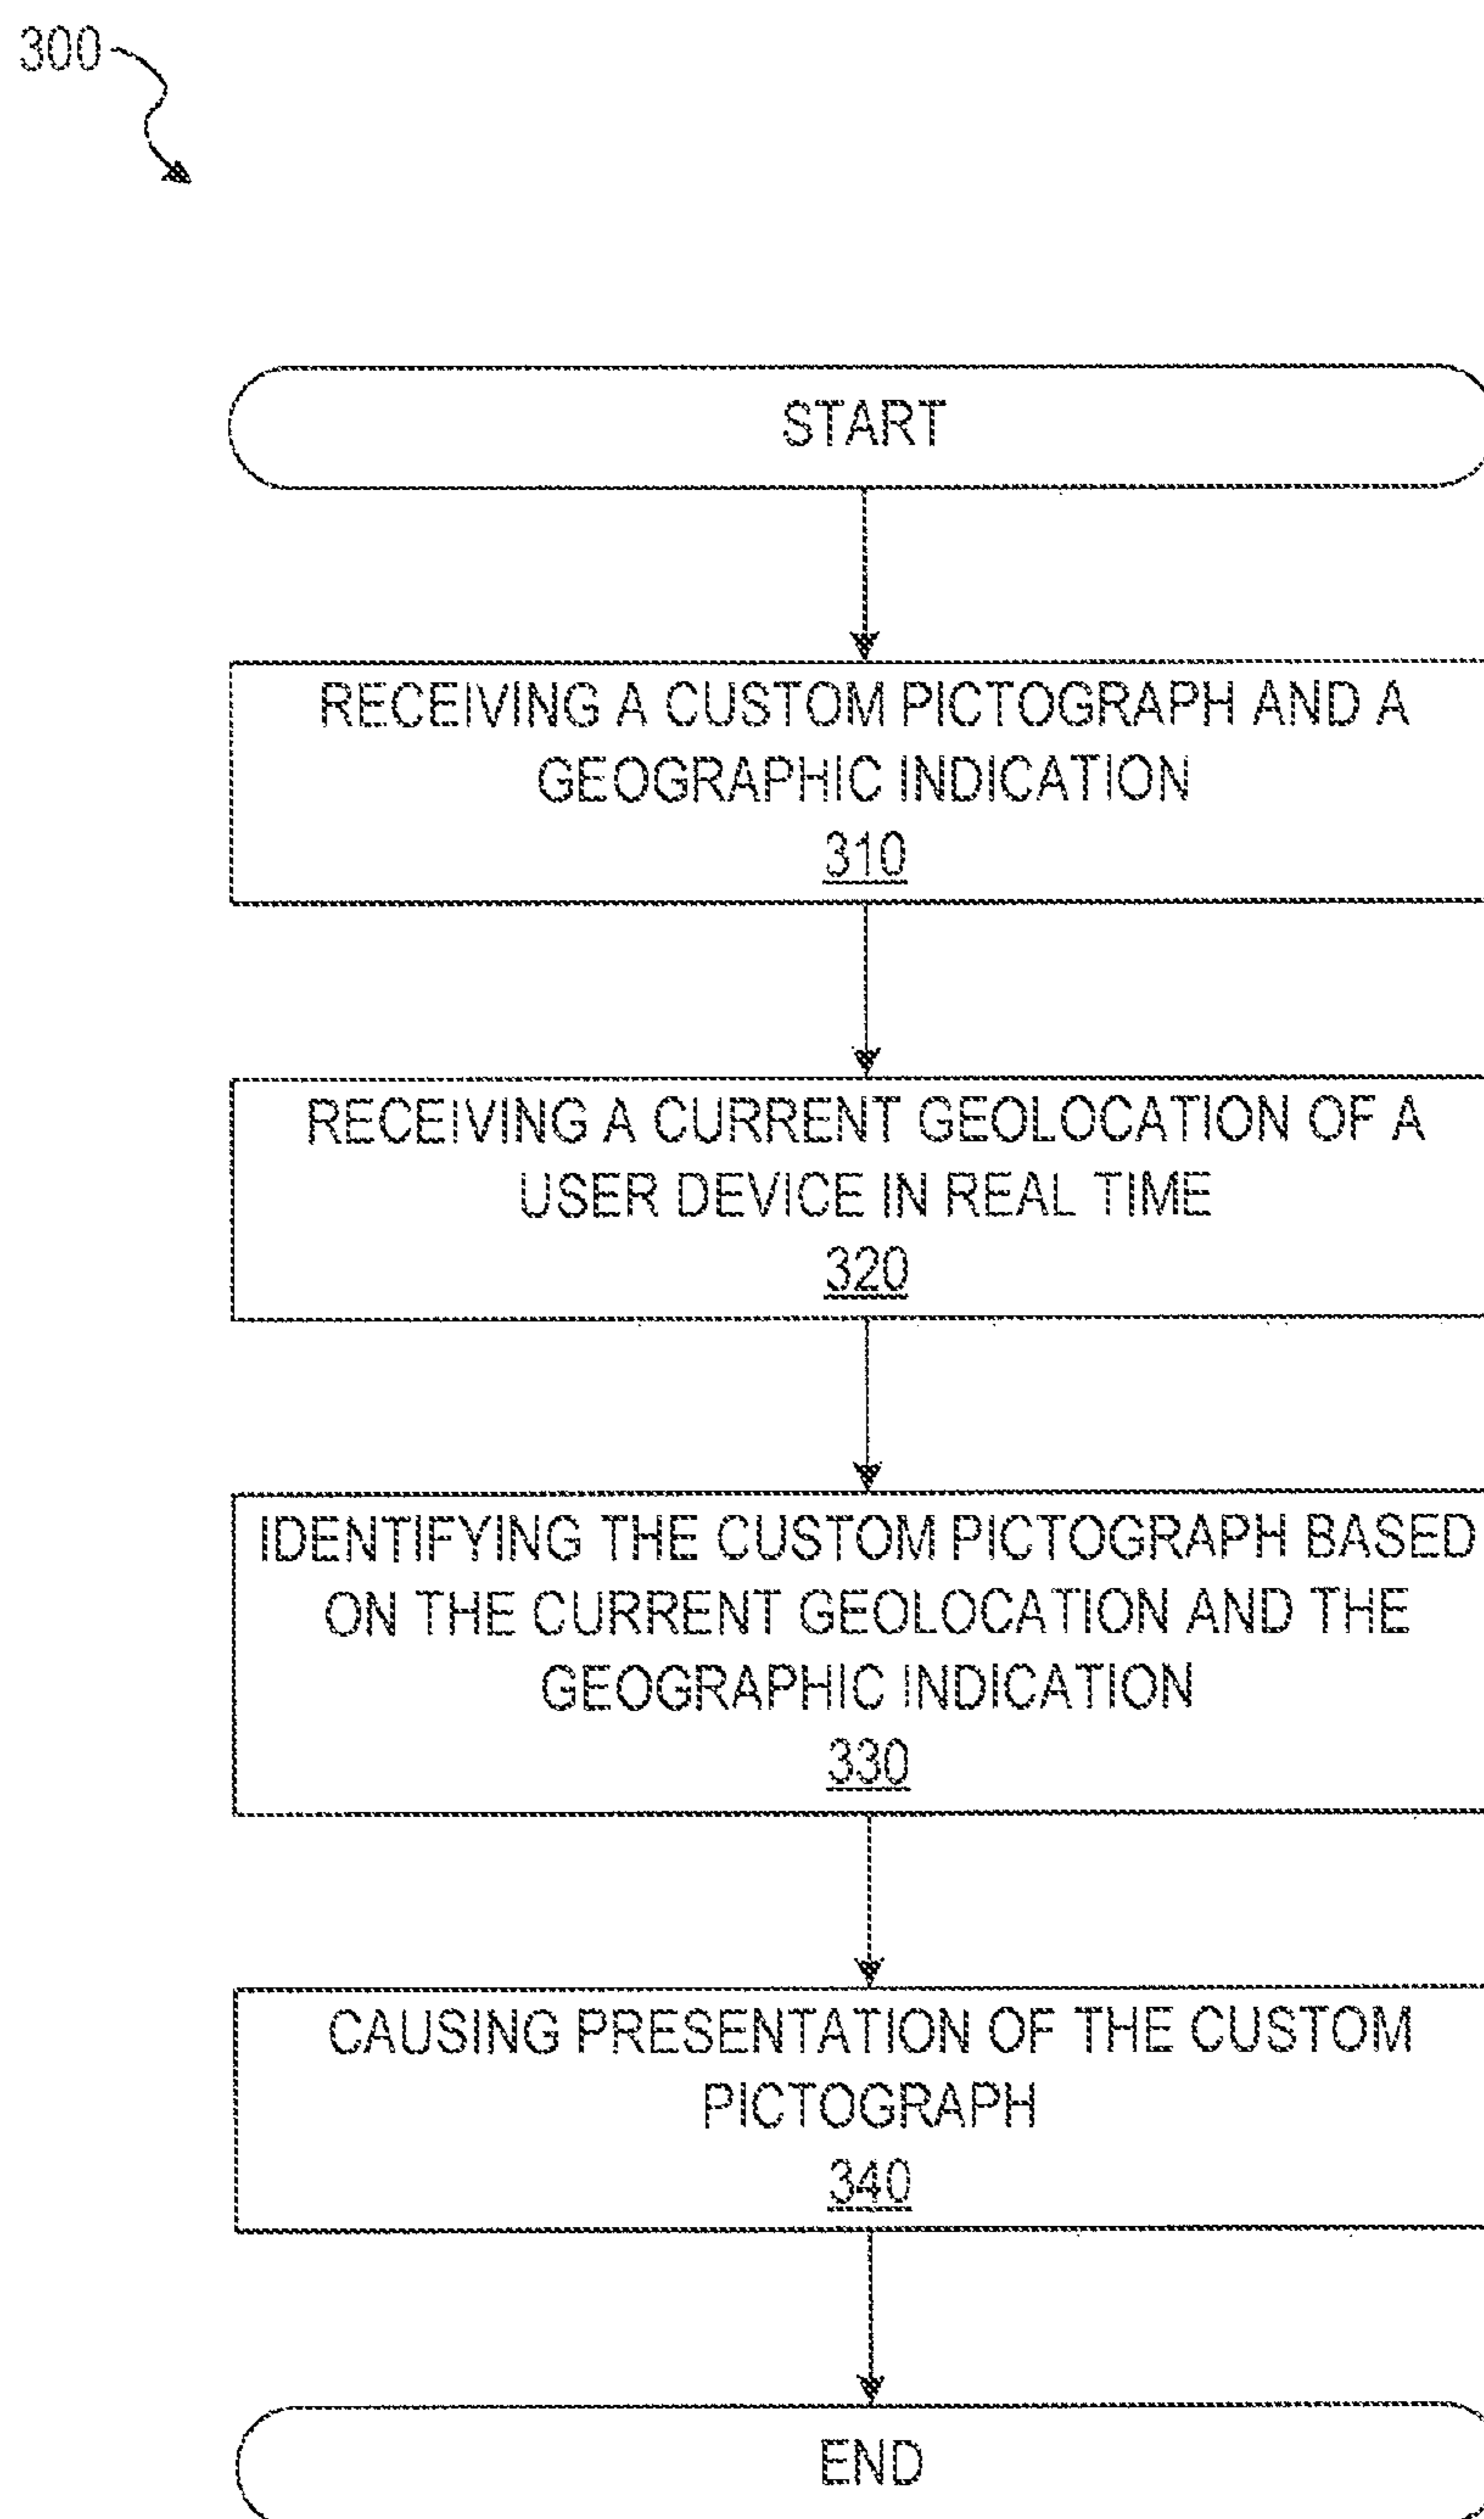 300
START
RECEIVING A CUSTOM PICTOGRAPH AND A
GEOGRAPHIC INDICATION
310
RECEIVING A CURRENT GEOLOCATION OF A
USER DEVICE IN REAL TIME
320
IDENTIFYING THE CUSTOM PICTOGRAPH BASED
ON THE CURRENT GEOLOCATION AND THE
GEOGRAPHIC INDICATION
330
CAUSING PRESENTATION OF THE CUSTOM
PICTOGRAPH
340
END